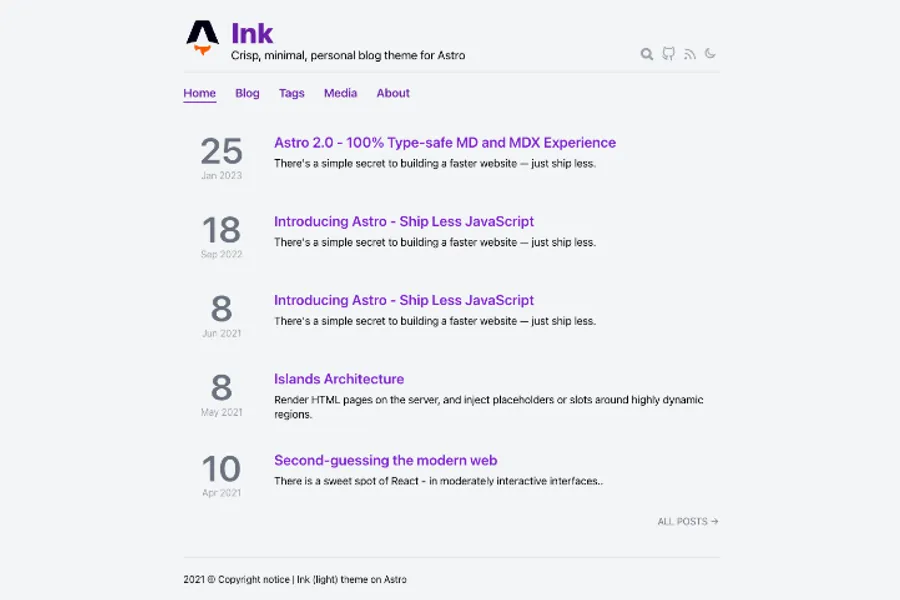 Ink
Crisp, minimal, personal blog theme for Astro
Home Blog Tags Media About
25
Jan 2023
Astro 2.0 - 100% Type-safe MD and MDX Experience
There's a simple secret to building a faster website — just ship less.
18
Sep 2022
Introducing Astro - Ship Less JavaScript
There's a simple secret to building a faster website — just ship less.
8
Jun 2021
Introducing Astro - Ship Less JavaScript
There's a simple secret to building a faster website — just ship less.
8
May 2021
Islands Architecture
Render HTML pages on the server, and inject placeholders or slots around highly dynamic
regions.
10
Apr 2021
Second-guessing the modern web
There is a sweet spot of React - in moderately interactive interfaces..
ALL POSTS →
2021 © Copyright notice | Ink (light) theme on Astro